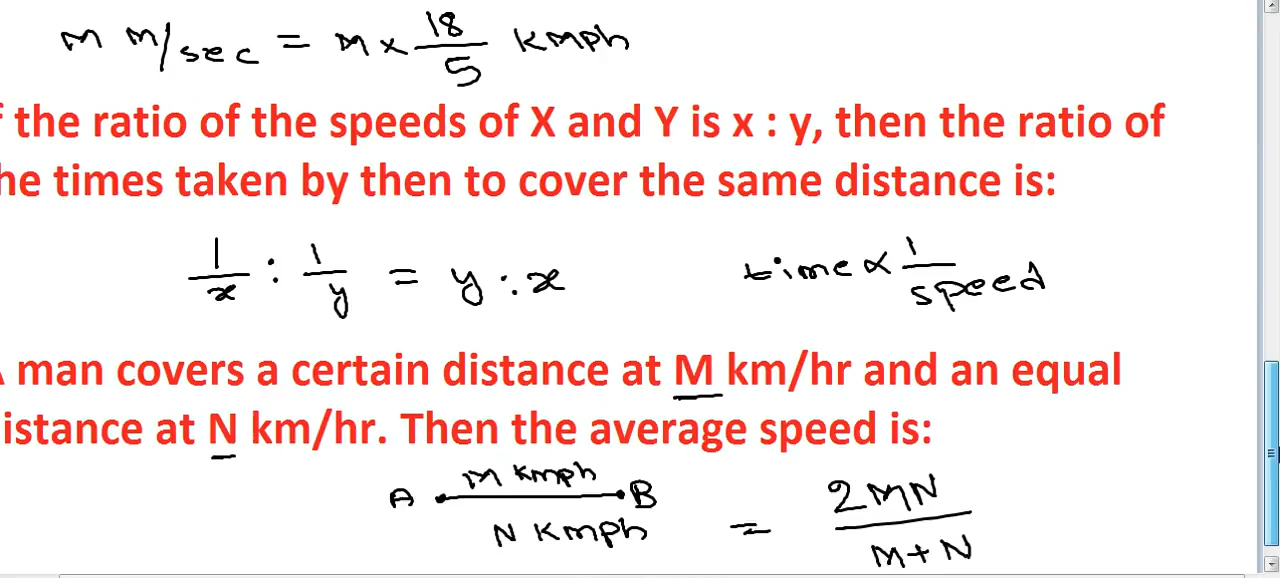 M M/sec = M × 18/5 KMPH
f the ratio of the speeds of X and Y is x : y, then the ratio of
he times taken by then to cover the same distance is:
1/x : 1/y = y : x time ∝ 1/speed
A man covers a certain distance at M km/hr and an equal
istance at N km/hr. Then the average speed is:
A M Kmph B
N Kmph = 2MN/M+N